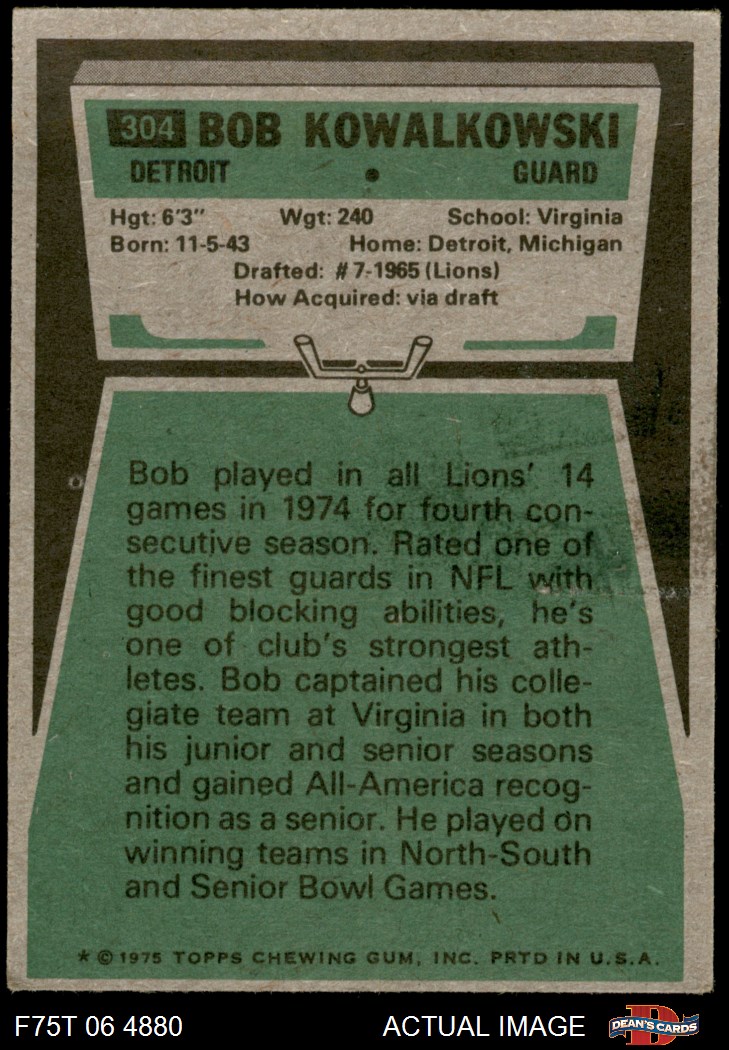 304 BOB KOWALKOWSKI
DETROIT • GUARD
Hgt: 6'3" Wgt: 240 School: Virginia
Born: 11-5-43 Home: Detroit, Michigan
Drafted: #7-1965 (Lions)
How Acquired: via draft
Bob played in all Lions' 14
games in 1974 for fourth con-
secutive season. Rated one of
the finest guards in NFL with
good blocking abilities, he's
one of club's strongest ath-
letes. Bob captained his colle-
giate team at Virginia in both
his junior and senior seasons
and gained All-America recog-
nition as a senior. He played on
winning teams in North-South
and Senior Bowl Games.
* © 1975 TOPPS CHEWING GUM, INC. PRTD IN U.S.A.
F75T 06 4880 ACTUAL IMAGE DEAN'S CARDS